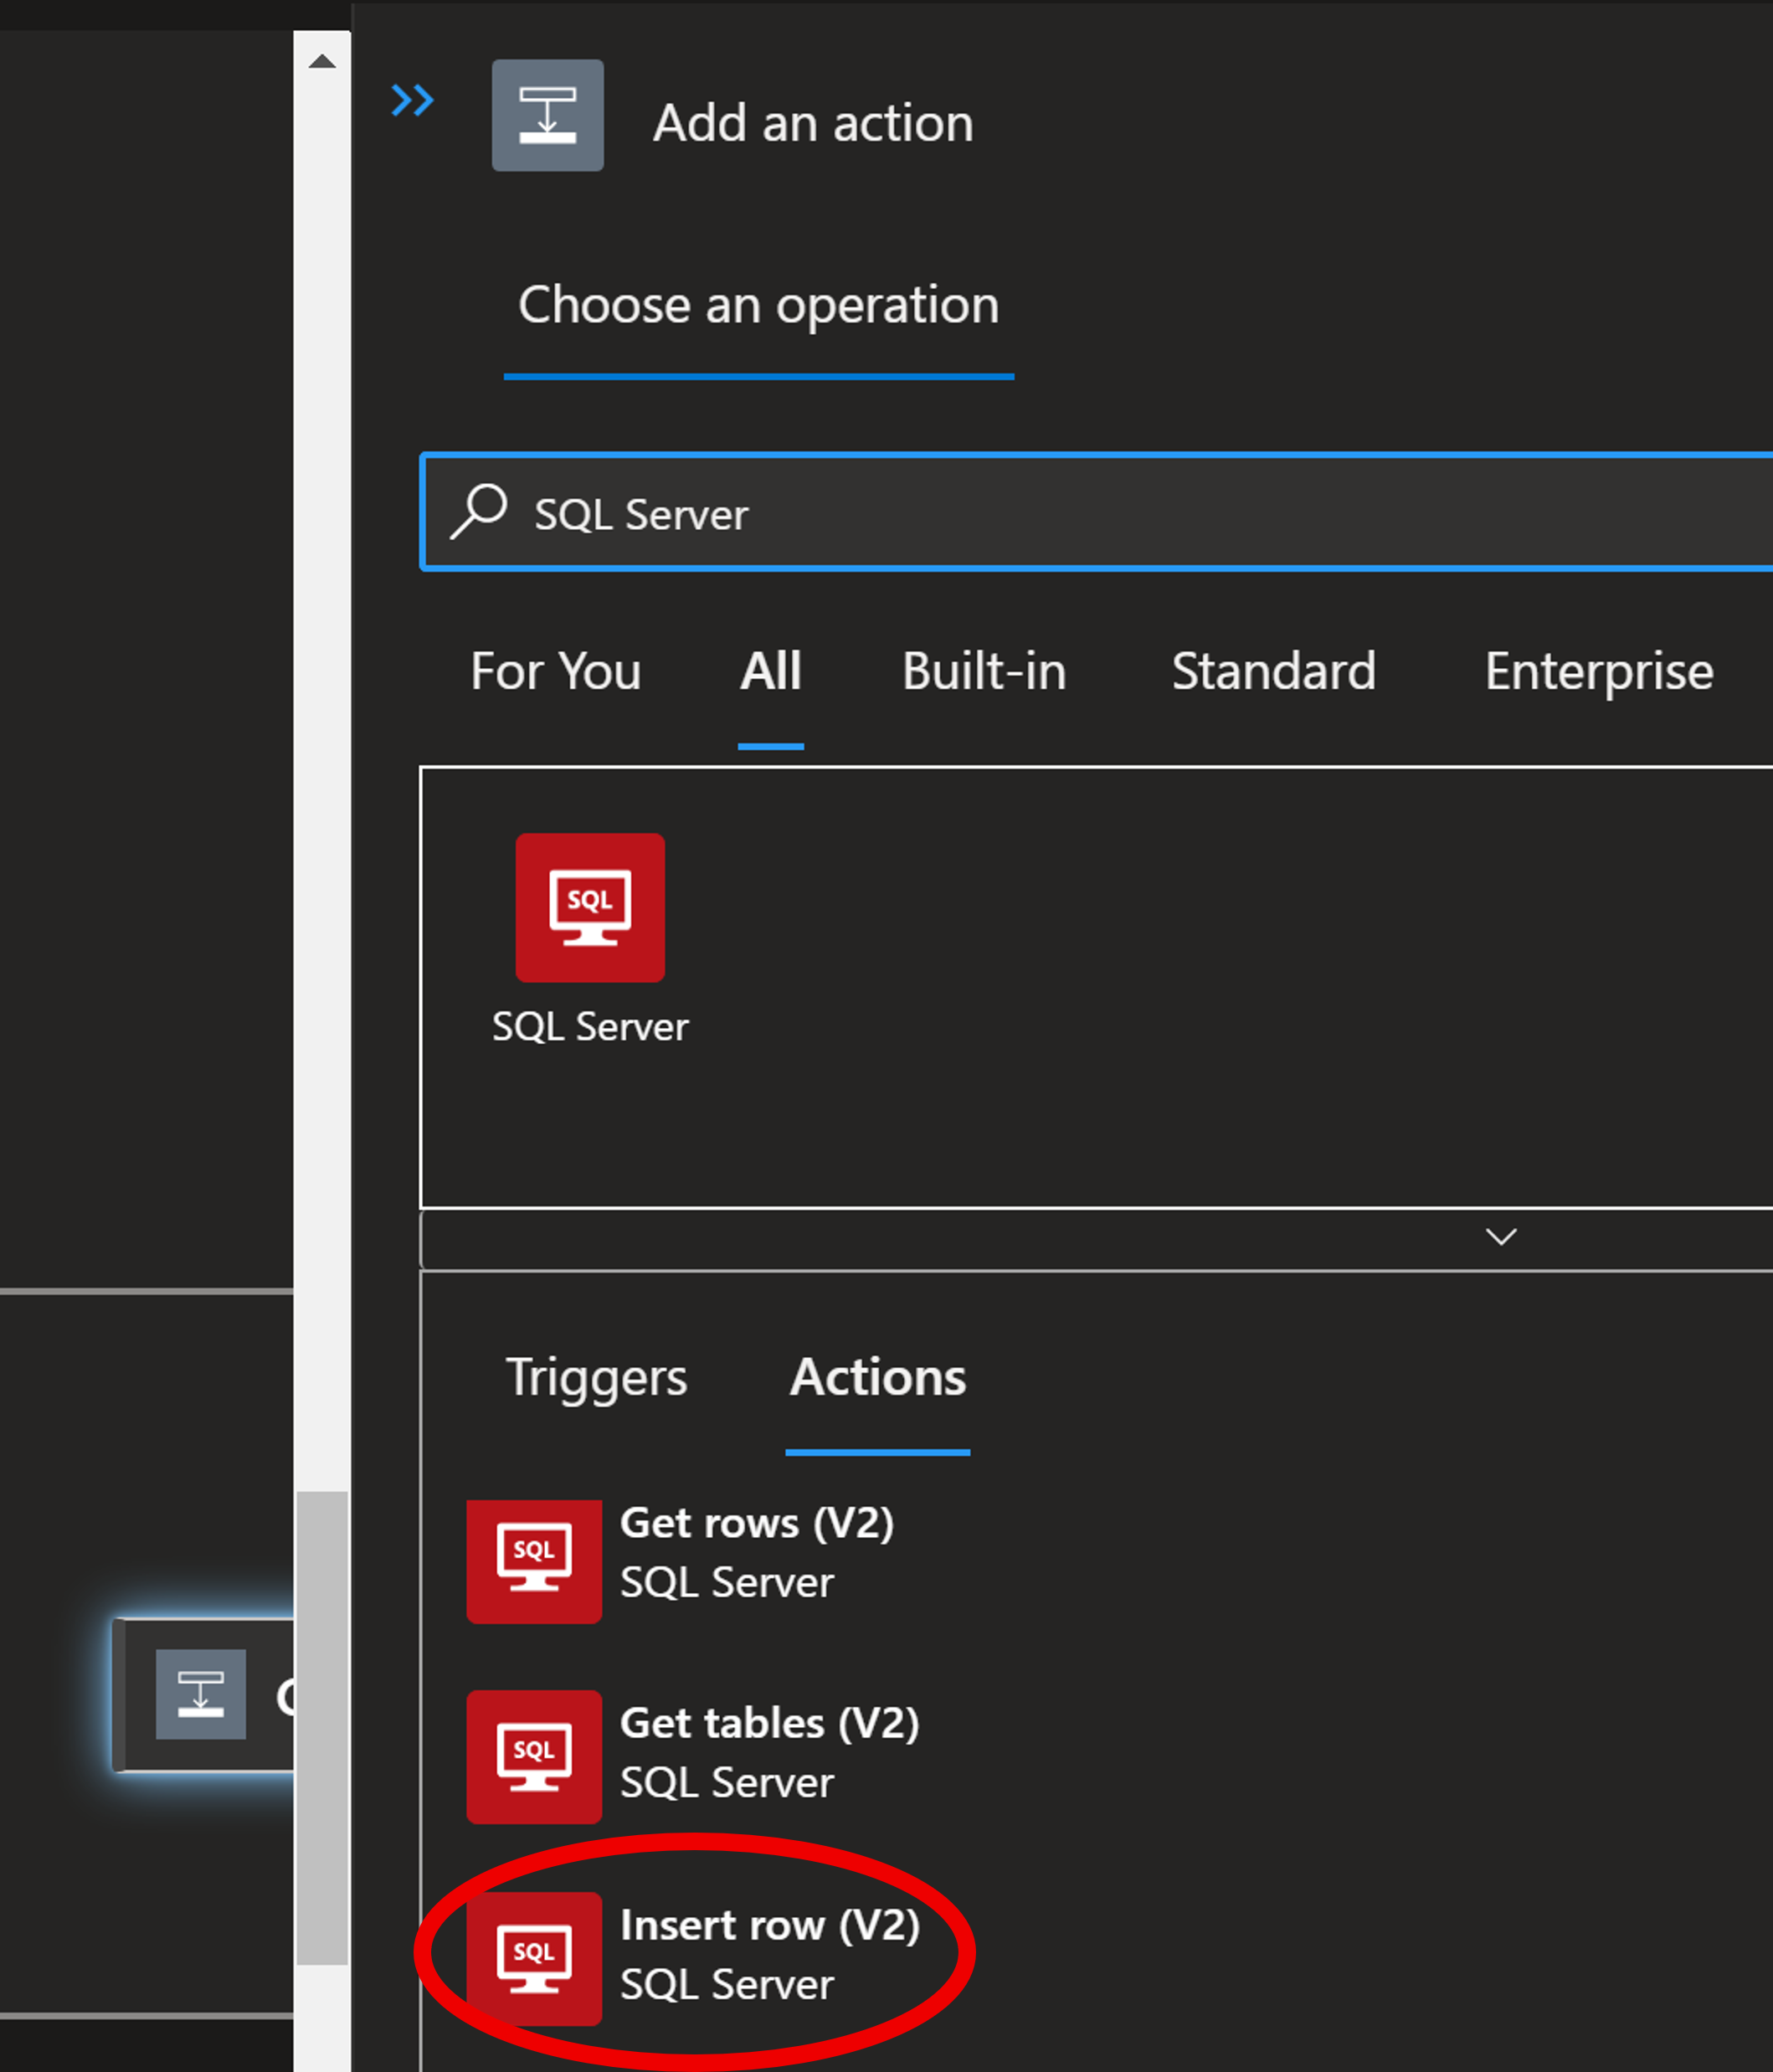 Add an action
Choose an operation
SQL Server
For You All Built-in Standard Enterprise
SQL
SQL Server
Triggers Actions
SQL
Get rows (V2)
SQL Server
SQL
Get tables (V2)
SQL Server
SQL
Insert row (V2)
SQL Server